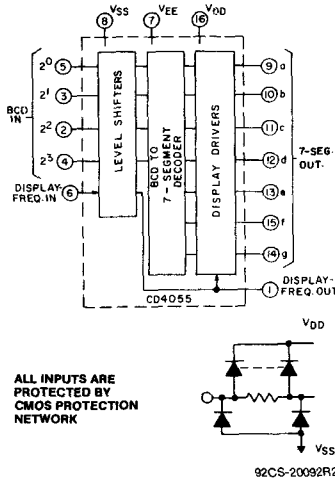 VSS VEE VDD
8 7 16
BCD IN
2⁰ 5
2¹ 3
2² 2
2³ 4
DISPLAY FREQ. IN 6
LEVEL SHIFTERS
BCD TO
7-SEGMENT
DECODER
DISPLAY DRIVERS
9 a
10 b
11 c
12 d
13 e
15 f
14 g
7-SEG.
OUT.
1 DISPLAY-
FREQ. OUT
CD4055
VDD
ALL INPUTS ARE
PROTECTED BY
CMOS PROTECTION
NETWORK
VSS
92CS-20092R2